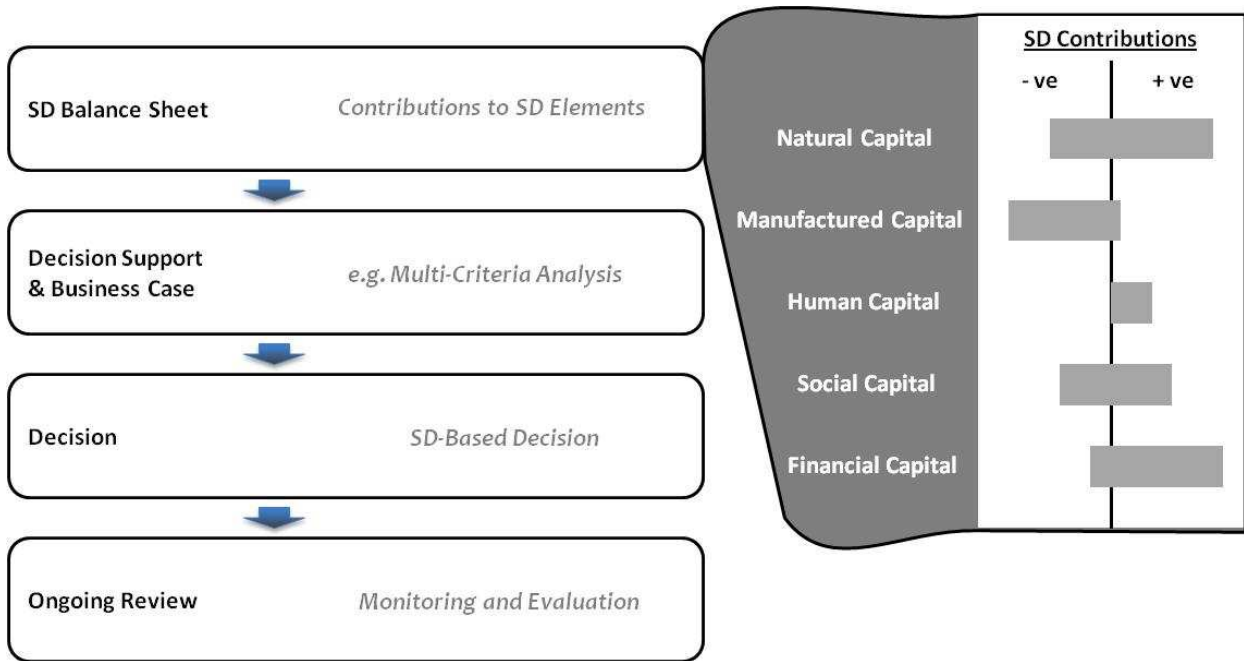 SD Balance Sheet
Contributions to SD Elements
Decision Support
& Business Case
e.g. Multi-Criteria Analysis
Decision
SD-Based Decision
Ongoing Review
Monitoring and Evaluation
SD Contributions
- ve
+ ve
Natural Capital
Manufactured Capital
Human Capital
Social Capital
Financial Capital